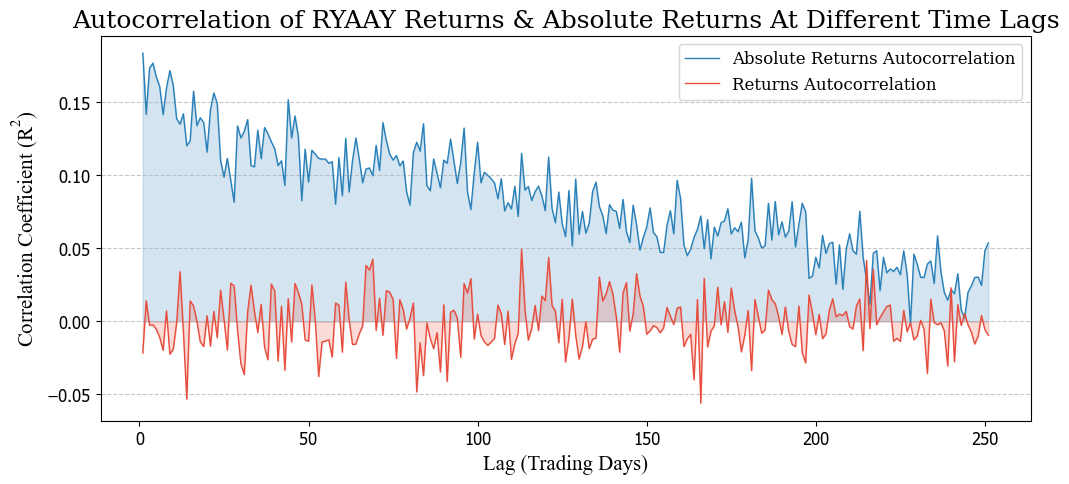 Autocorrelation of RYAAY Returns & Absolute Returns At Different Time Lags
Absolute Returns Autocorrelation
Returns Autocorrelation
Correlation Coefficient (R²)
0.15
0.10
0.05
0.00
−0.05
0
50
100
150
200
250
Lag (Trading Days)